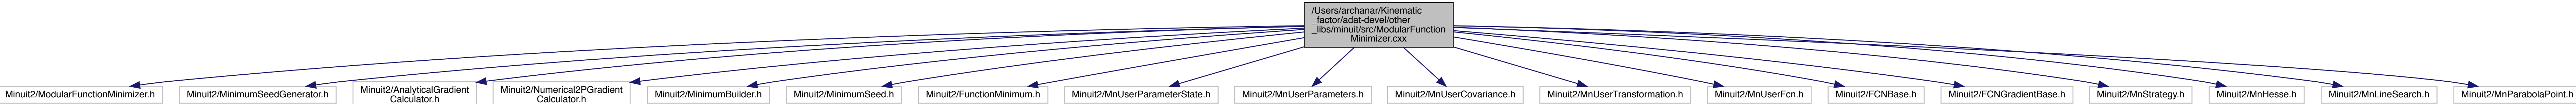 /Users/archanar/Kinematic
_factor/adat-devel/other
_libs/minuit/src/ModularFunction
Minimizer.cxx
Minuit2/ModularFunctionMinimizer.h
Minuit2/MinimumSeedGenerator.h
Minuit2/AnalyticalGradient
Calculator.h
Minuit2/Numerical2PGradient
Calculator.h
Minuit2/MinimumBuilder.h
Minuit2/MinimumSeed.h
Minuit2/FunctionMinimum.h
Minuit2/MnUserParameterState.h
Minuit2/MnUserParameters.h
Minuit2/MnUserCovariance.h
Minuit2/MnUserTransformation.h
Minuit2/MnUserFcn.h
Minuit2/FCNBase.h
Minuit2/FCNGradientBase.h
Minuit2/MnStrategy.h
Minuit2/MnHesse.h
Minuit2/MnLineSearch.h
Minuit2/MnParabolaPoint.h